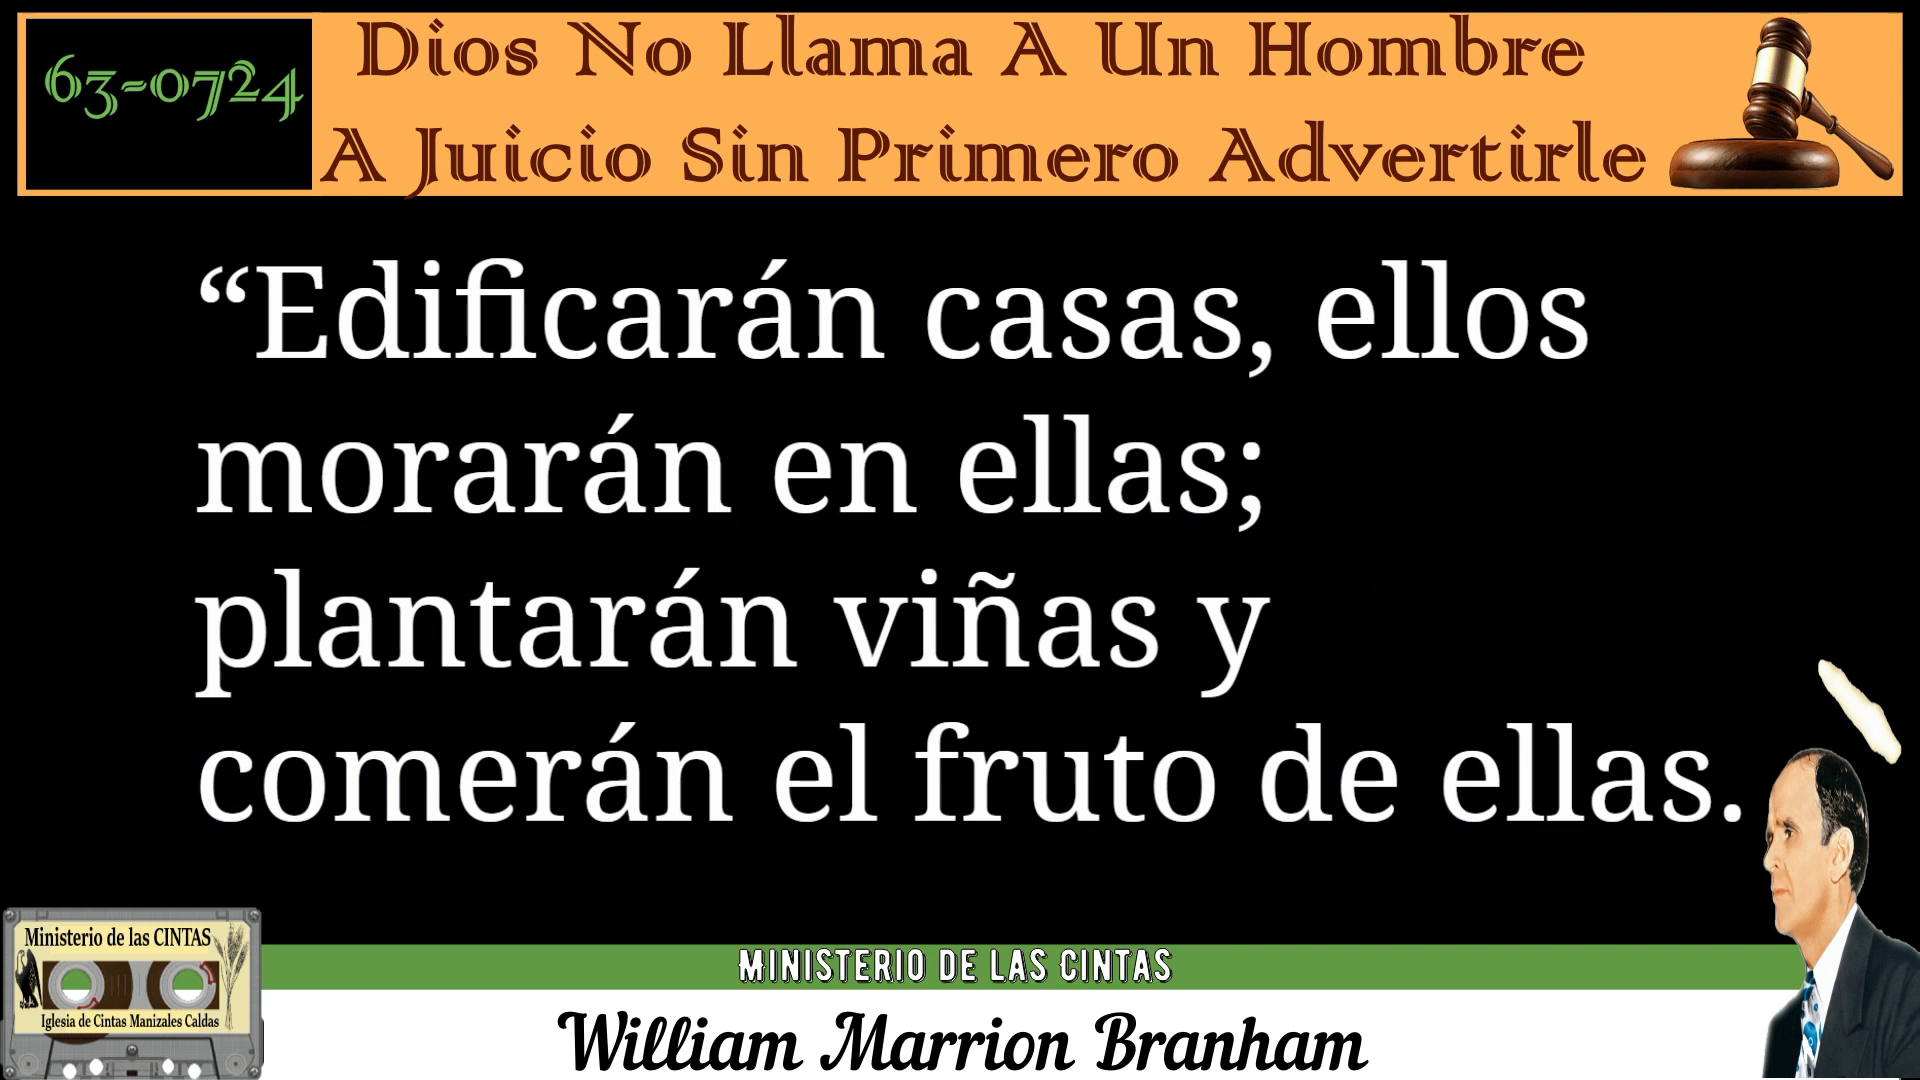 63-0724
Dios No Llama A Un Hombre
A Juicio Sin Primero Advertirle
“Edificarán casas, ellos
morarán en ellas;
plantarán viñas y
comerán el fruto de ellas.
Ministerio de las CINTAS
Iglesia de Cintas Manizales Caldas
MINISTERIO DE LAS CINTAS
William Marrion Branham